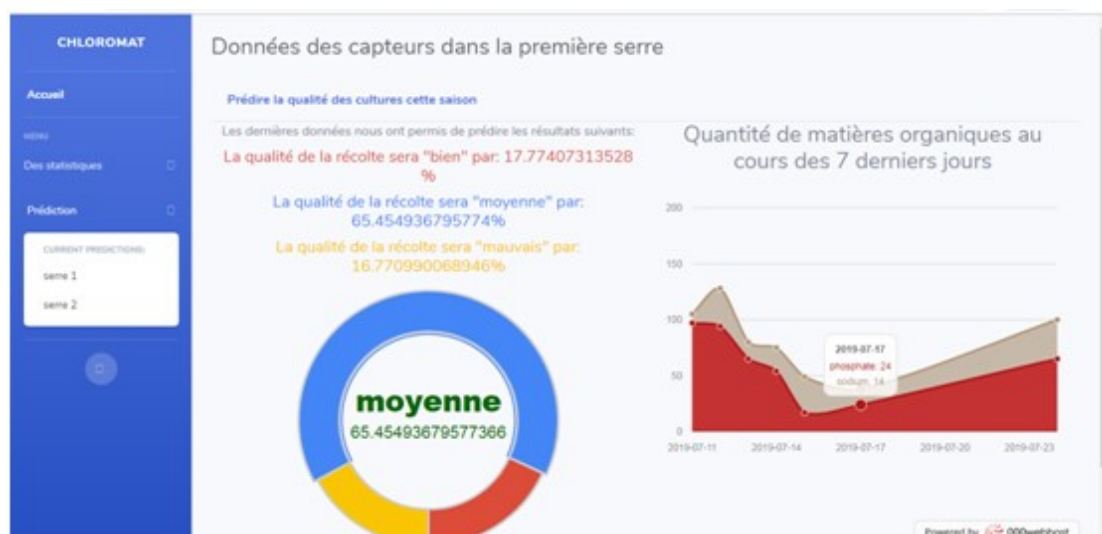 CHLOROMAT
Accueil
MENU
Des statistiques
Prédiction
CURRENT PREDICTIONS:
serre 1
serre 2
Données des capteurs dans la première serre
Prédire la qualité des cultures cette saison
Les dernières données nous ont permis de prédire les résultats suivants:
La qualité de la récolte sera "bien" par: 17.77407313528
%
La qualité de la récolte sera "moyenne" par:
65.454936795774%
La qualité de la récolte sera "mauvais" par:
16.770990068946%
moyenne
65.45493679577366
Quantité de matières organiques au
cours des 7 derniers jours
200
150
100
50
0
2019-07-17
phosphate: 24
sodium: 14
2019-07-11 2019-07-14 2019-07-17 2019-07-20 2019-07-23
Powered by 000webhost